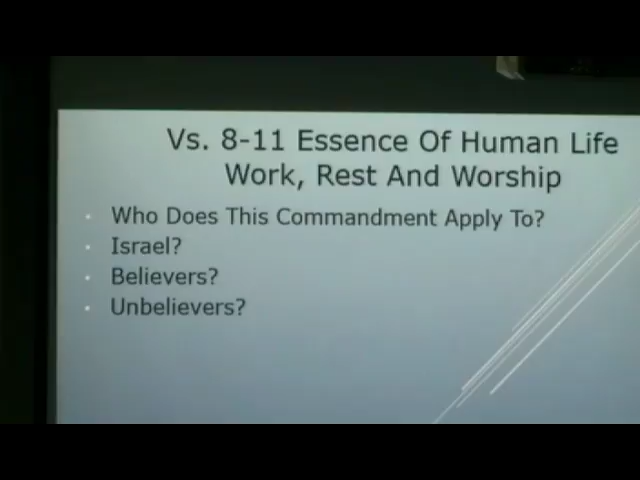 Vs. 8-11 Essence Of Human Life
Work, Rest And Worship
• Who Does This Commandment Apply To?
• Israel?
• Believers?
• Unbelievers?